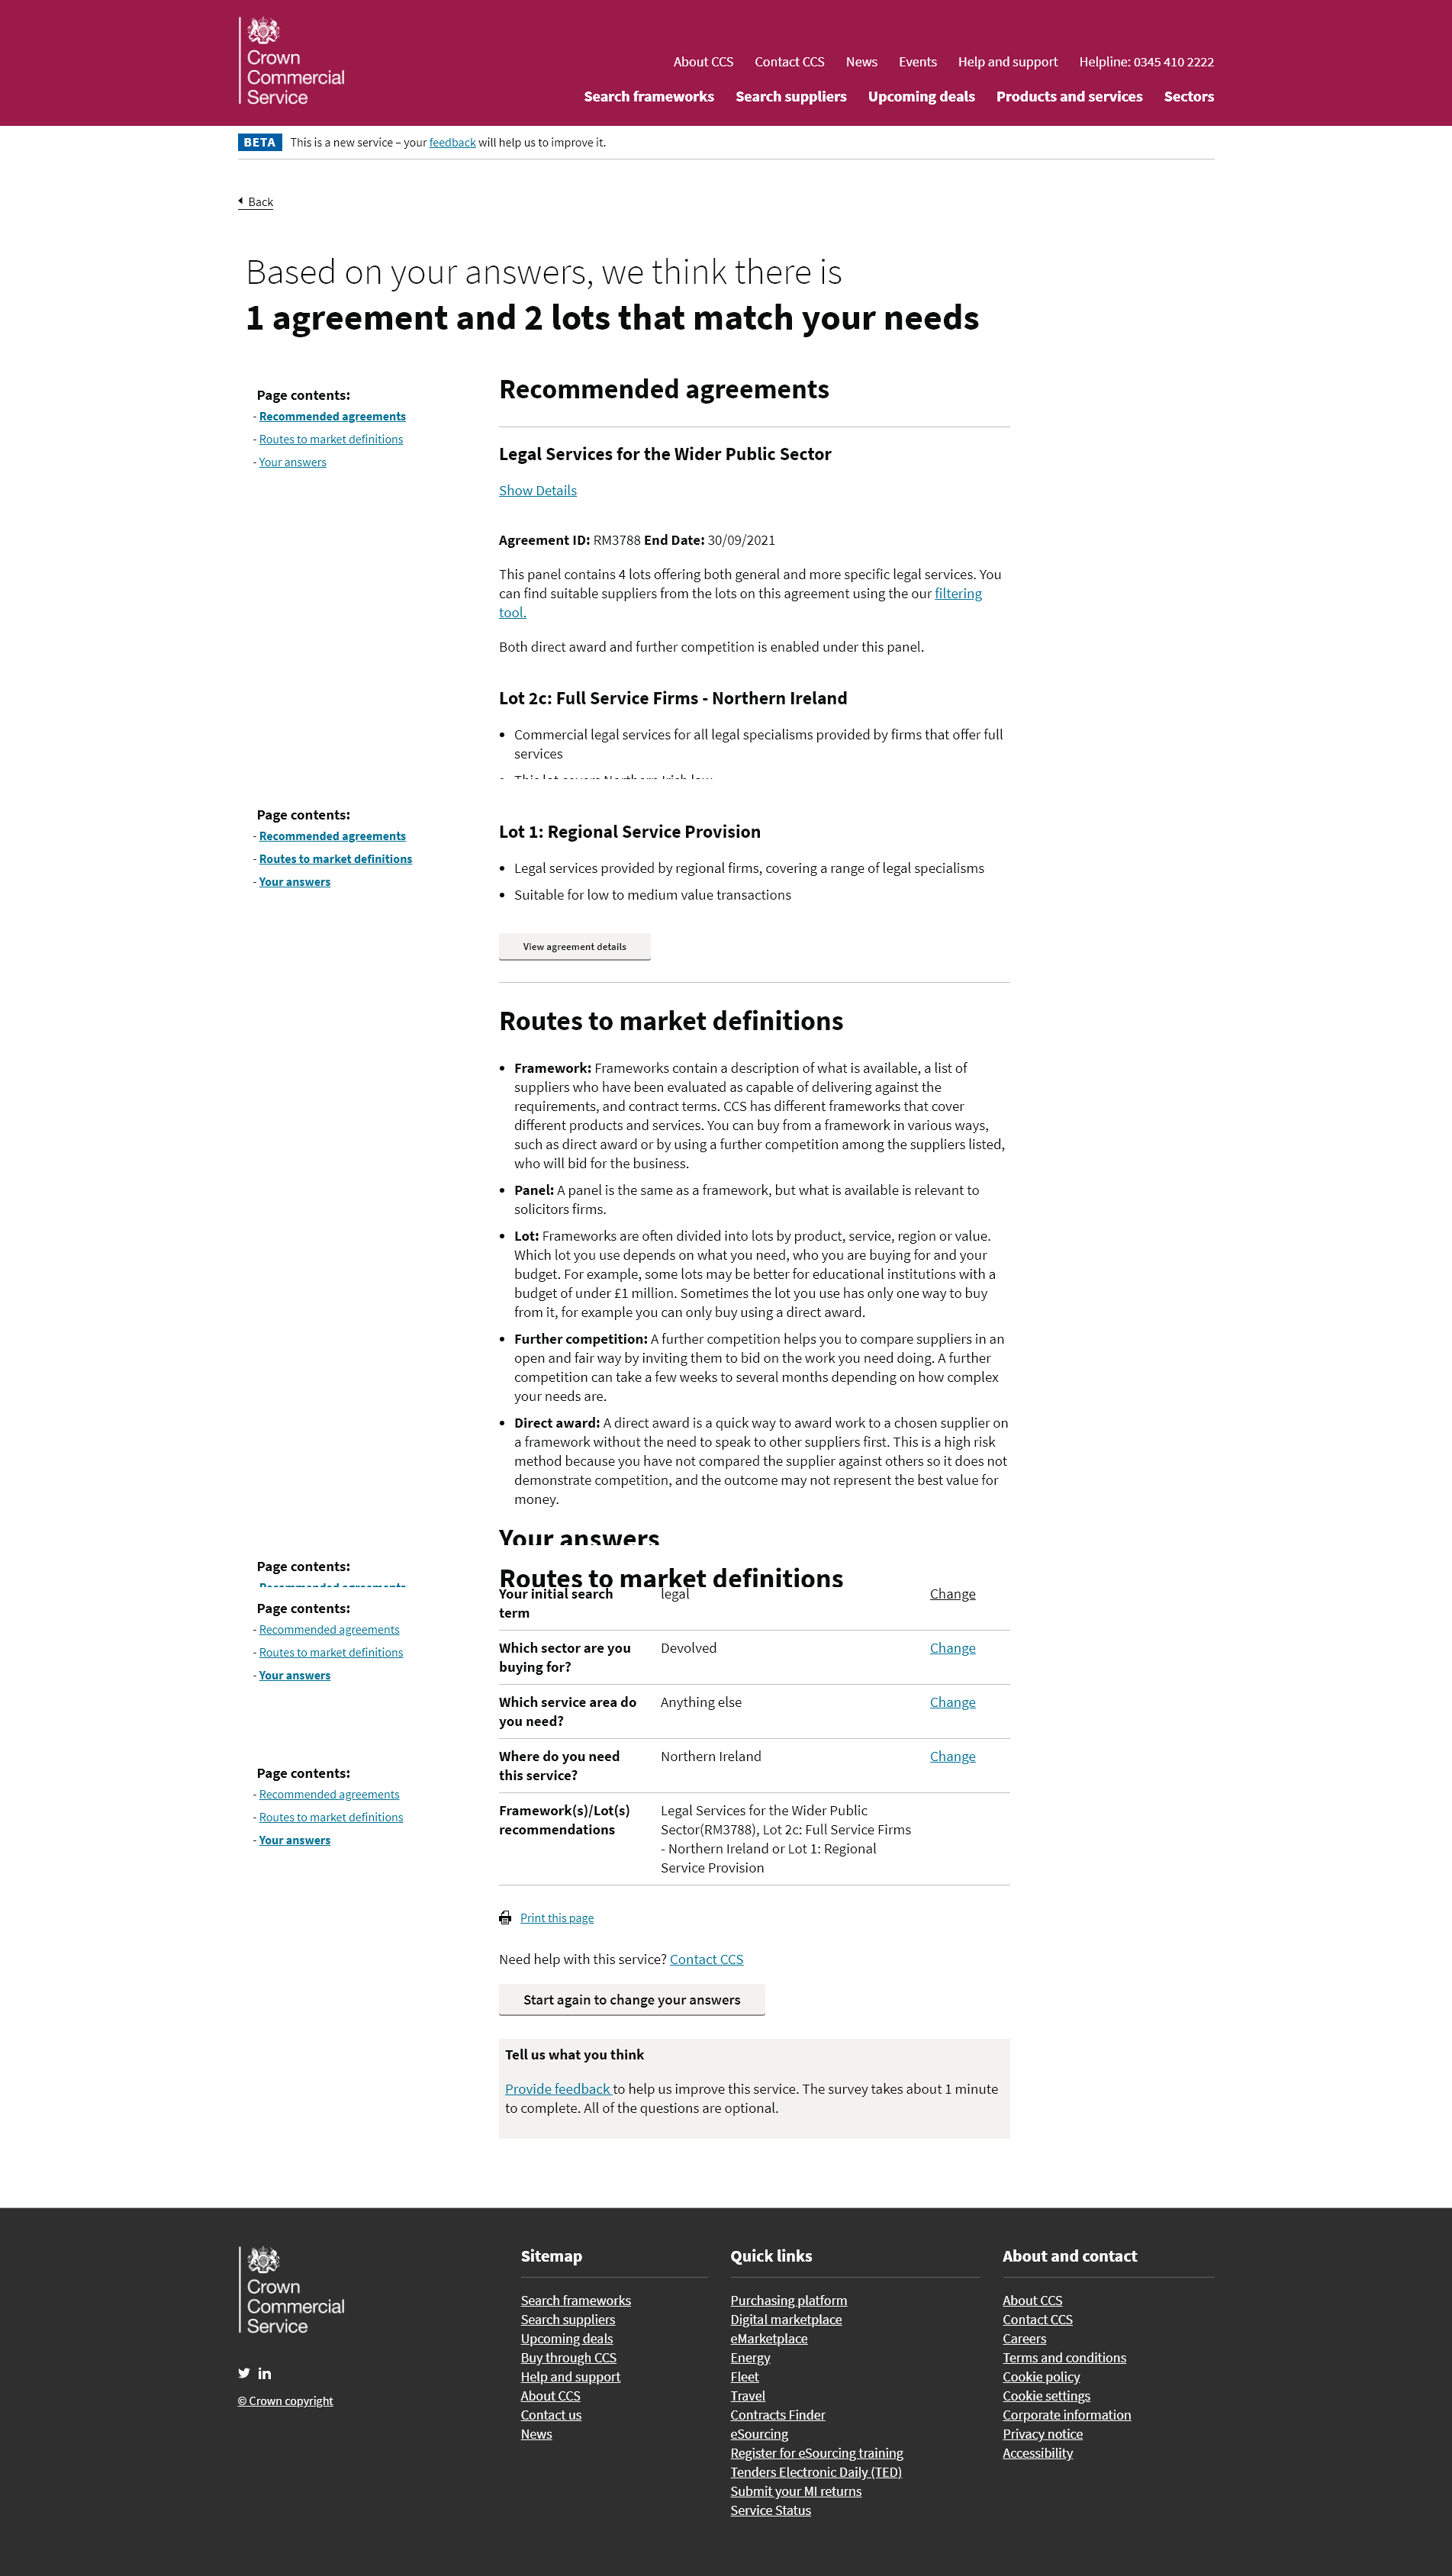 Crown
Commercial
Service
About CCS Contact CCS News Events Help and support Helpline: 0345 410 2222
Search frameworks Search suppliers Upcoming deals Products and services Sectors
BETA This is a new service – your feedback will help us to improve it.
Back
Based on your answers, we think there is
1 agreement and 2 lots that match your needs
Page contents:
- Recommended agreements
- Routes to market definitions
- Your answers
Recommended agreements
Legal Services for the Wider Public Sector
Show Details
Agreement ID: RM3788 End Date: 30/09/2021
This panel contains 4 lots offering both general and more specific legal services. You
can find suitable suppliers from the lots on this agreement using the our filtering
tool.
Both direct award and further competition is enabled under this panel.
Lot 2c: Full Service Firms - Northern Ireland
• Commercial legal services for all legal specialisms provided by firms that offer full
services
• This lot covers Northern Irish law
Page contents:
- Recommended agreements
- Routes to market definitions
- Your answers
Lot 1: Regional Service Provision
• Legal services provided by regional firms, covering a range of legal specialisms
• Suitable for low to medium value transactions
View agreement details
Routes to market definitions
• Framework: Frameworks contain a description of what is available, a list of
suppliers who have been evaluated as capable of delivering against the
requirements, and contract terms. CCS has different frameworks that cover
different products and services. You can buy from a framework in various ways,
such as direct award or by using a further competition among the suppliers listed,
who will bid for the business.
• Panel: A panel is the same as a framework, but what is available is relevant to
solicitors firms.
• Lot: Frameworks are often divided into lots by product, service, region or value.
Which lot you use depends on what you need, who you are buying for and your
budget. For example, some lots may be better for educational institutions with a
budget of under £1 million. Sometimes the lot you use has only one way to buy
from it, for example you can only buy using a direct award.
• Further competition: A further competition helps you to compare suppliers in an
open and fair way by inviting them to bid on the work you need doing. A further
competition can take a few weeks to several months depending on how complex
your needs are.
• Direct award: A direct award is a quick way to award work to a chosen supplier on
a framework without the need to speak to other suppliers first. This is a high risk
method because you have not compared the supplier against others so it does not
demonstrate competition, and the outcome may not represent the best value for
money.
Your answers
Page contents:
- Recommended agreements
Routes to market definitions
Page contents:
- Recommended agreements
- Routes to market definitions
- Your answers
Your initial search legal Change
term
Which sector are you Devolved Change
buying for?
Which service area do Anything else Change
you need?
Where do you need Northern Ireland Change
this service?
Page contents:
- Recommended agreements
- Routes to market definitions
- Your answers
Framework(s)/Lot(s) Legal Services for the Wider Public
recommendations Sector(RM3788), Lot 2c: Full Service Firms
- Northern Ireland or Lot 1: Regional
Service Provision
Print this page
Need help with this service? Contact CCS
Start again to change your answers
Tell us what you think
Provide feedback to help us improve this service. The survey takes about 1 minute
to complete. All of the questions are optional.
Crown
Commercial
Service
© Crown copyright
Sitemap
Search frameworks
Search suppliers
Upcoming deals
Buy through CCS
Help and support
About CCS
Contact us
News
Quick links
Purchasing platform
Digital marketplace
eMarketplace
Energy
Fleet
Travel
Contracts Finder
eSourcing
Register for eSourcing training
Tenders Electronic Daily (TED)
Submit your MI returns
Service Status
About and contact
About CCS
Contact CCS
Careers
Terms and conditions
Cookie policy
Cookie settings
Corporate information
Privacy notice
Accessibility